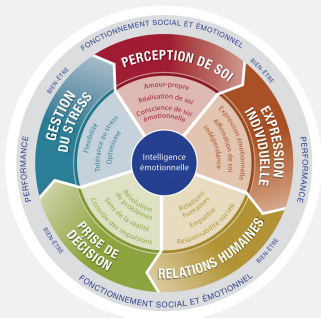 FONCTIONNEMENT SOCIAL ET ÉMOTIONNEL
BIEN-ÊTRE
BIEN-ÊTRE
PERFORMANCE
PERFORMANCE
PERCEPTION DE SOI
Amour-propre
Réalisation de soi
Conscience de soi
émotionnelle
EXPRESSION
INDIVIDUELLE
Expression émotionnelle
Affirmation de soi
Indépendance
RELATIONS HUMAINES
Relations
humaines
Empathie
Responsabilité sociale
PRISE DE
DÉCISION
Résolution
de problèmes
Sens de la réalité
Contrôle des impulsions
GESTION
DU STRESS
Flexibilité
Tolérance au stress
Optimisme
Intelligence
émotionnelle
BIEN-ÊTRE
BIEN-ÊTRE
FONCTIONNEMENT SOCIAL ET ÉMOTIONNEL